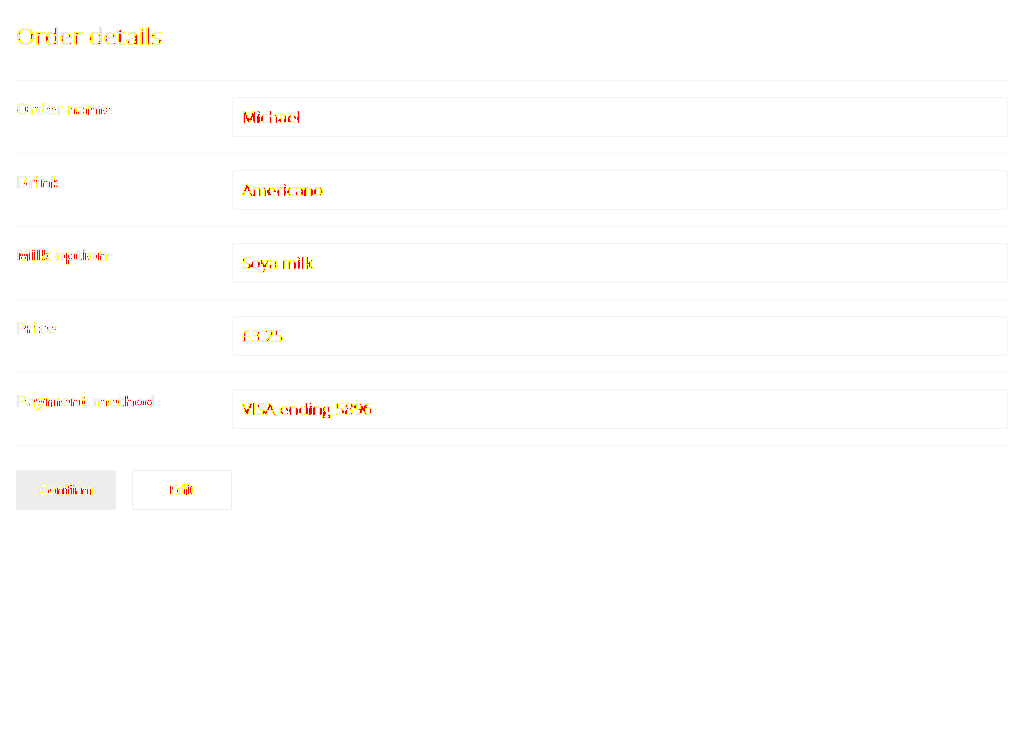 Order details
Order name
Michael
Drink
Americano
Milk option
Soya milk
Price
£3.25
Payment method
VISA ending 5896
Confirm
Edit